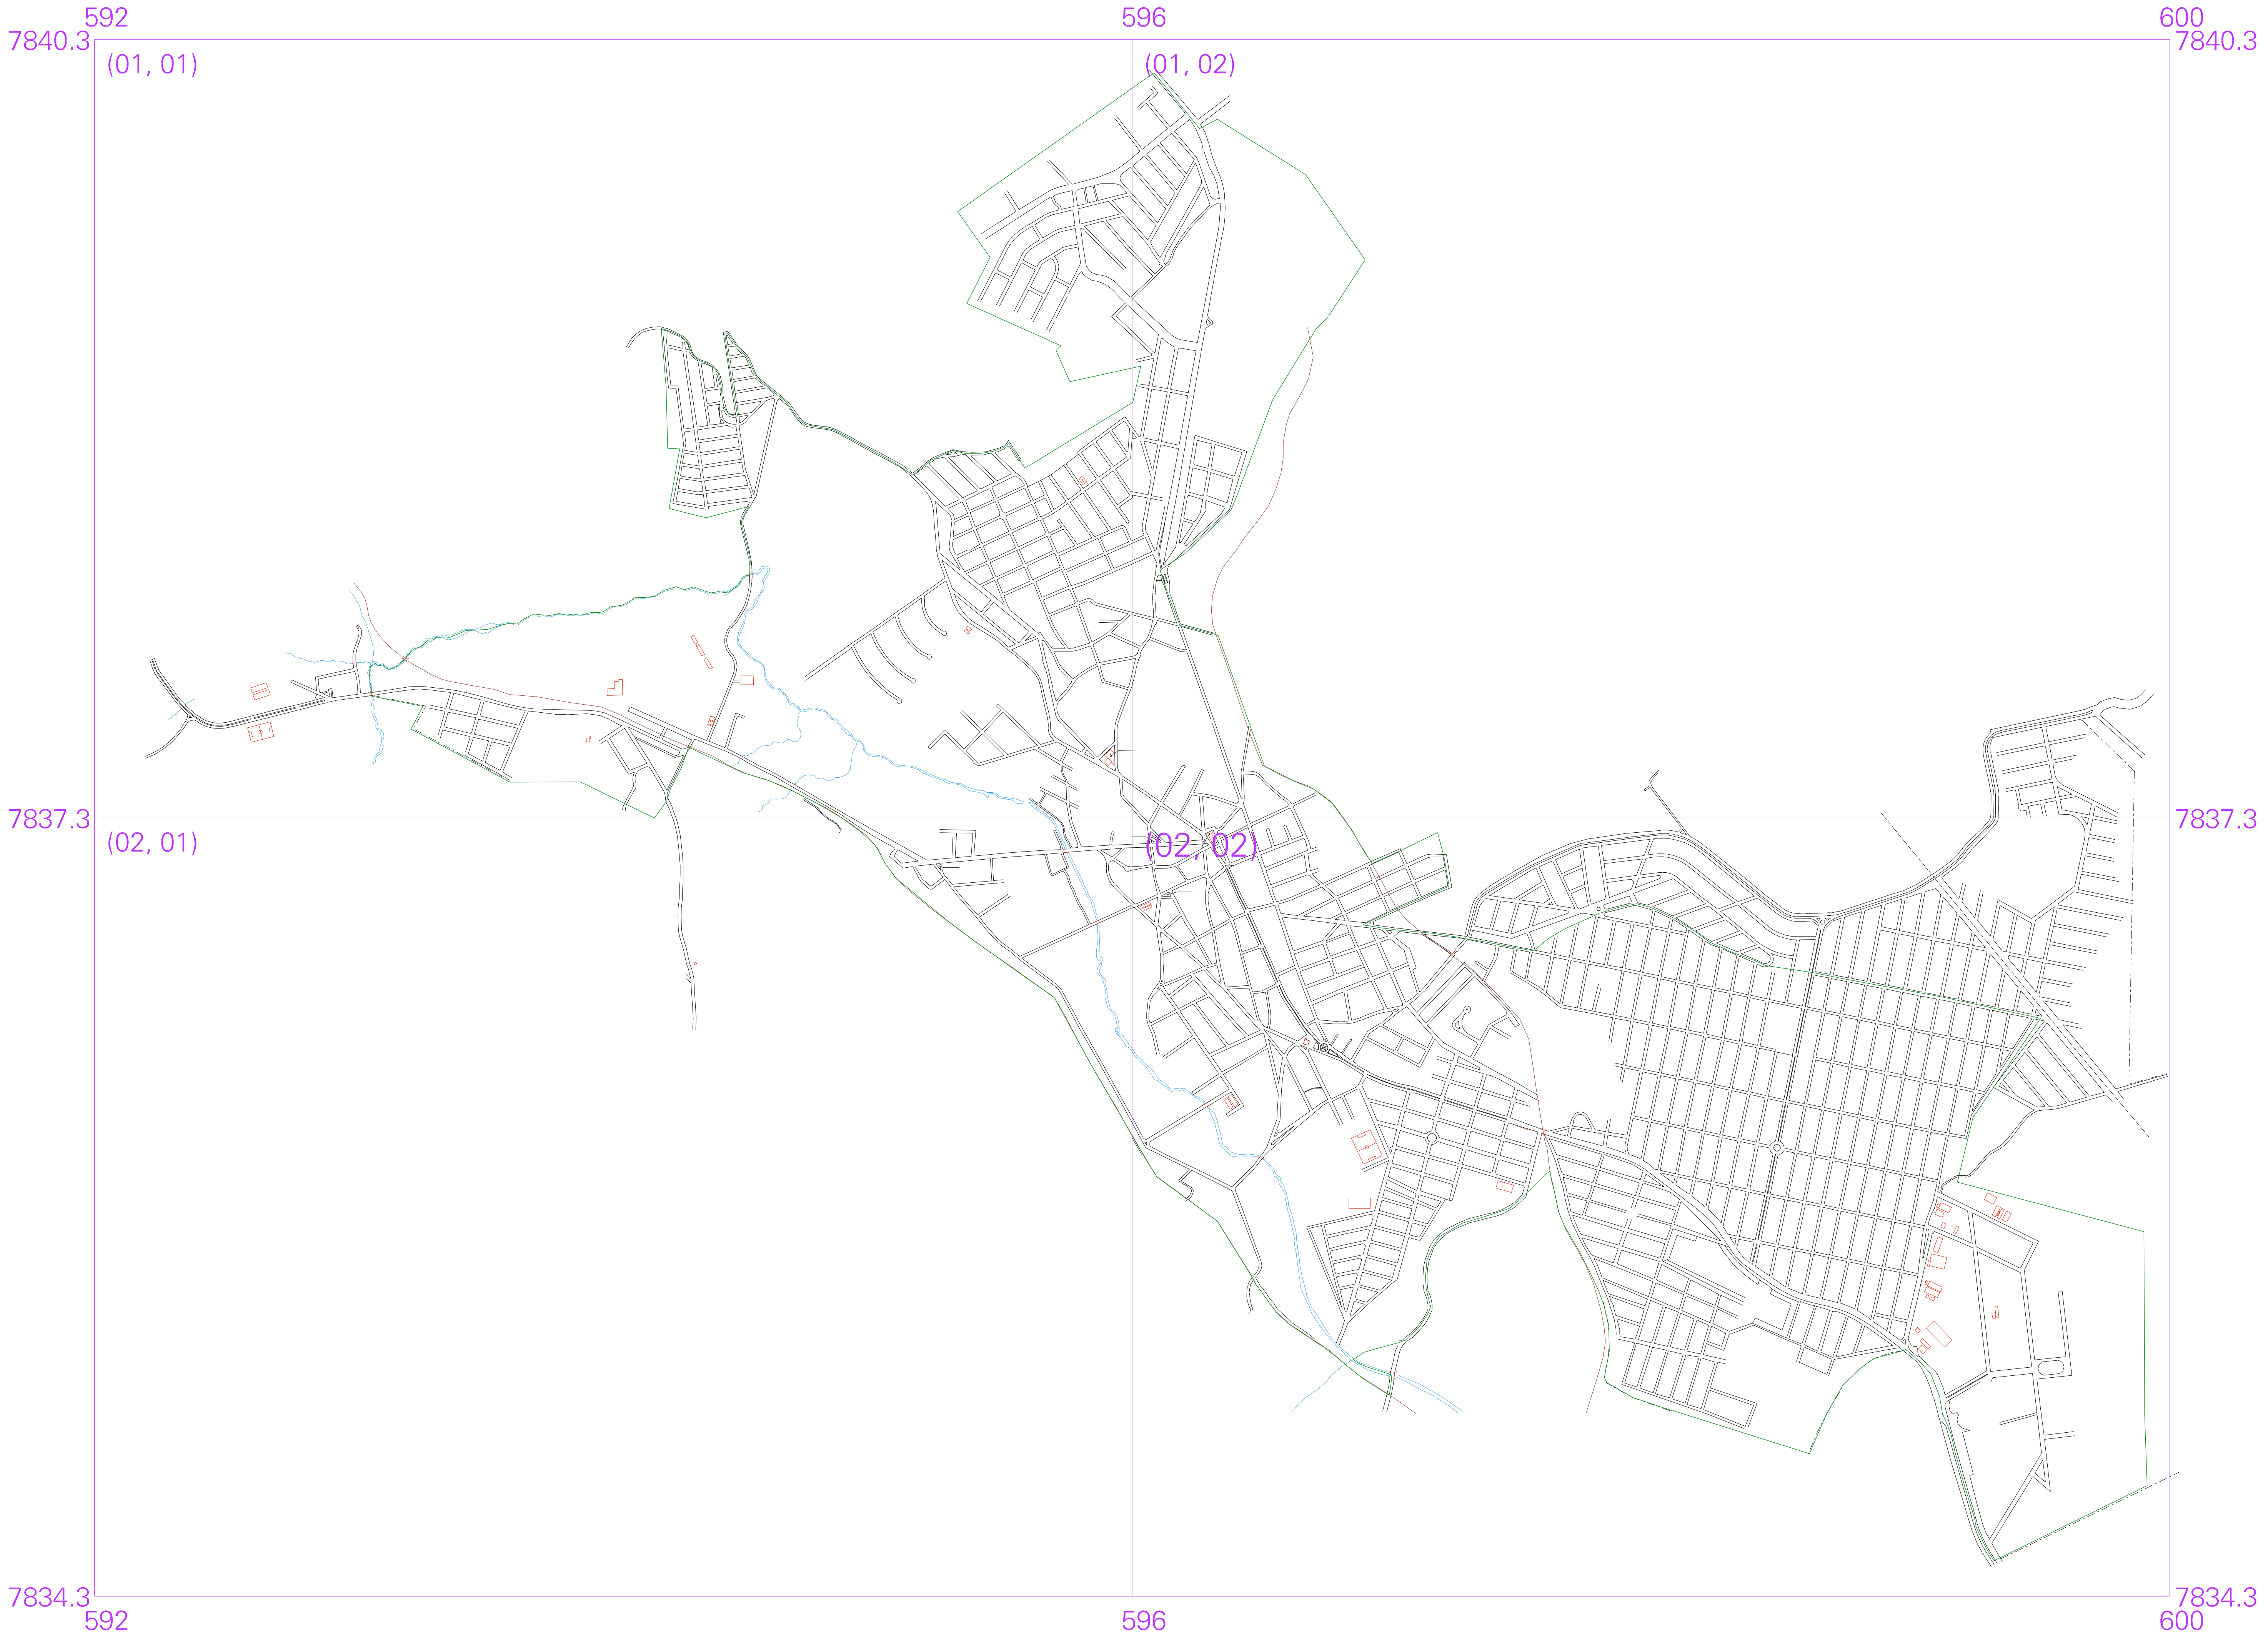 592 596 600
7840.3 7840.3
(01, 01) (01, 02)
7837.3 7837.3
(02, 01) (02, 02)
7834.3 7834.3
592 596 600